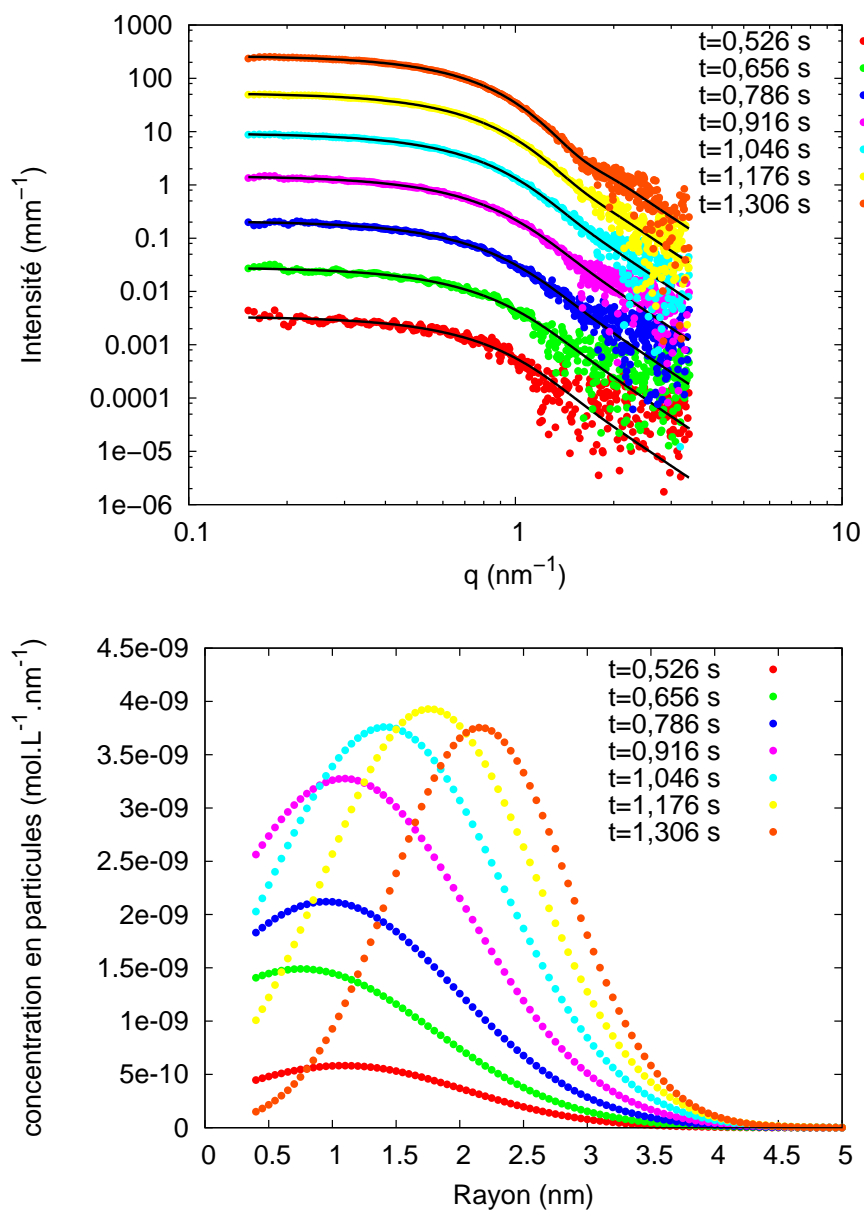 1000
100
10
1
0.1
0.01
0.001
0.0001
1e−05
1e−06
0.1
1
10
Intensité (mm⁻¹)
q (nm⁻¹)
t=0,526 s
t=0,656 s
t=0,786 s
t=0,916 s
t=1,046 s
t=1,176 s
t=1,306 s
4.5e-09
4e-09
3.5e-09
3e-09
2.5e-09
2e-09
1.5e-09
1e-09
5e-10
0
0 0.5 1 1.5 2 2.5 3 3.5 4 4.5 5
concentration en particules (mol.L⁻¹.nm⁻¹)
Rayon (nm)
t=0,526 s
t=0,656 s
t=0,786 s
t=0,916 s
t=1,046 s
t=1,176 s
t=1,306 s